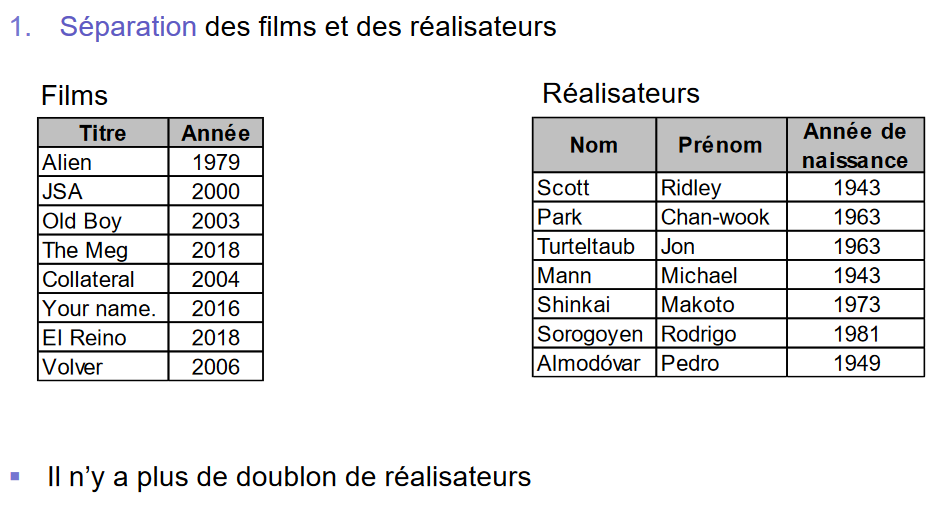 1. Séparation des films et des réalisateurs
Films
Titre Année
Alien 1979
JSA 2000
Old Boy 2003
The Meg 2018
Collateral 2004
Your name. 2016
El Reino 2018
Volver 2006
Réalisateurs
Nom Prénom Année de
naissance
Scott Ridley 1943
Park Chan-wook 1963
Turteltaub Jon 1963
Mann Michael 1943
Shinkai Makoto 1973
Sorogoyen Rodrigo 1981
Almodóvar Pedro 1949
▪ Il n’y a plus de doublon de réalisateurs